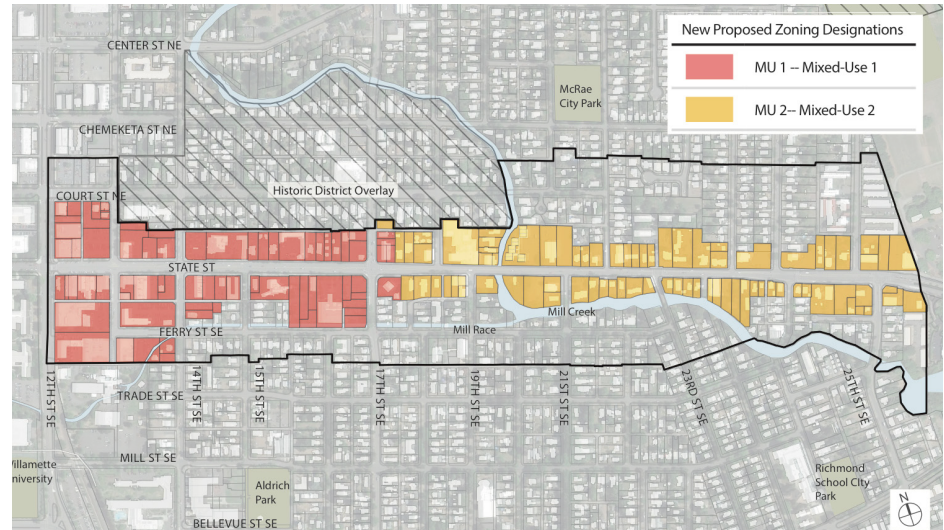 New Proposed Zoning Designations
MU 1 -- Mixed-Use 1
MU 2-- Mixed-Use 2
CENTER ST NE
McRae
City Park
CHEMEKETA ST NE
Historic District Overlay
COURT ST NE
STATE ST
Mill Creek
Mill Race
FERRY ST SE
12TH ST SE
14TH ST SE
15TH ST SE
17TH ST SE
19TH ST SE
21ST ST SE
23RD ST SE
25TH ST SE
TRADE ST SE
MILL ST SE
Villamette
niversity
Aldrich
Park
Richmond
School City
Park
BELLEVUE ST SE
N